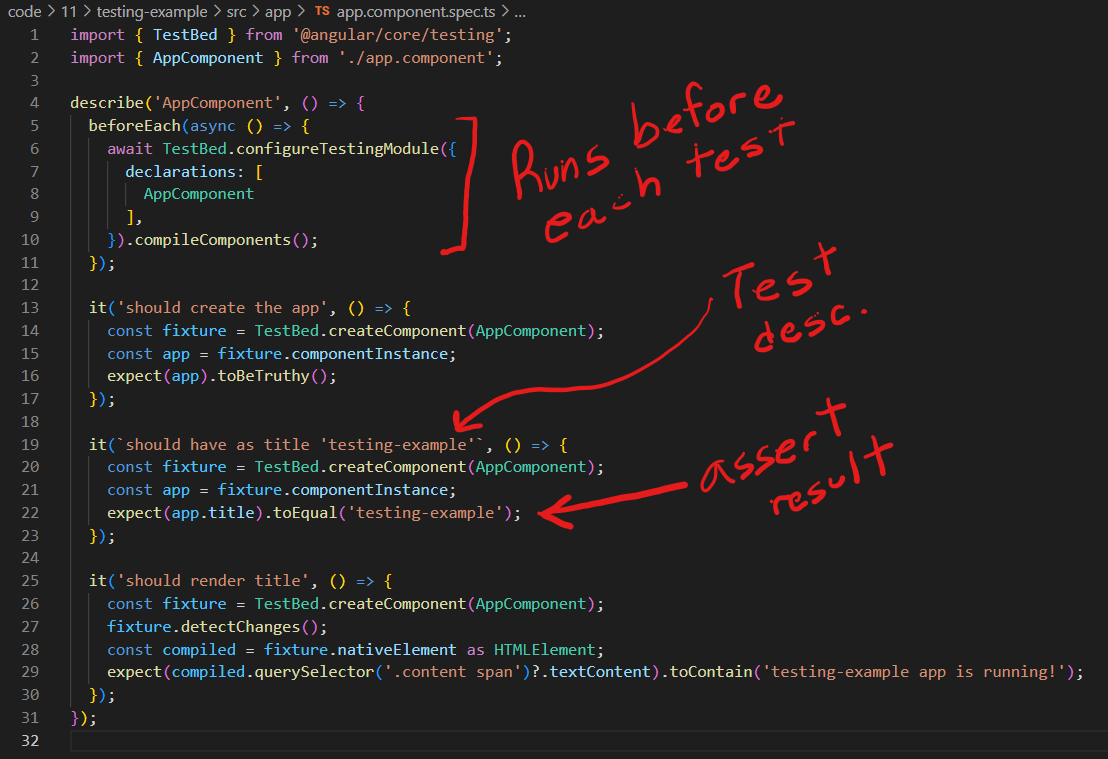 code > 11 > testing-example > src > app > TS app.component.spec.ts > ...
1 import { TestBed } from '@angular/core/testing';
2 import { AppComponent } from './app.component';
3
4 describe('AppComponent', () => {
5   beforeEach(async () => {
6     await TestBed.configureTestingModule({
7       declarations: [
8         AppComponent
9       ],
10     }).compileComponents();
11   });
12
13   it('should create the app', () => {
14     const fixture = TestBed.createComponent(AppComponent);
15     const app = fixture.componentInstance;
16     expect(app).toBeTruthy();
17   });
18
19   it(`should have as title 'testing-example'`, () => {
20     const fixture = TestBed.createComponent(AppComponent);
21     const app = fixture.componentInstance;
22     expect(app.title).toEqual('testing-example');
23   });
24
25   it('should render title', () => {
26     const fixture = TestBed.createComponent(AppComponent);
27     fixture.detectChanges();
28     const compiled = fixture.nativeElement as HTMLElement;
29     expect(compiled.querySelector('.content span')?.textContent).toContain('testing-example app is running!');
30   });
31 });
32
Runs before
each test
Test
desc.
assert
result